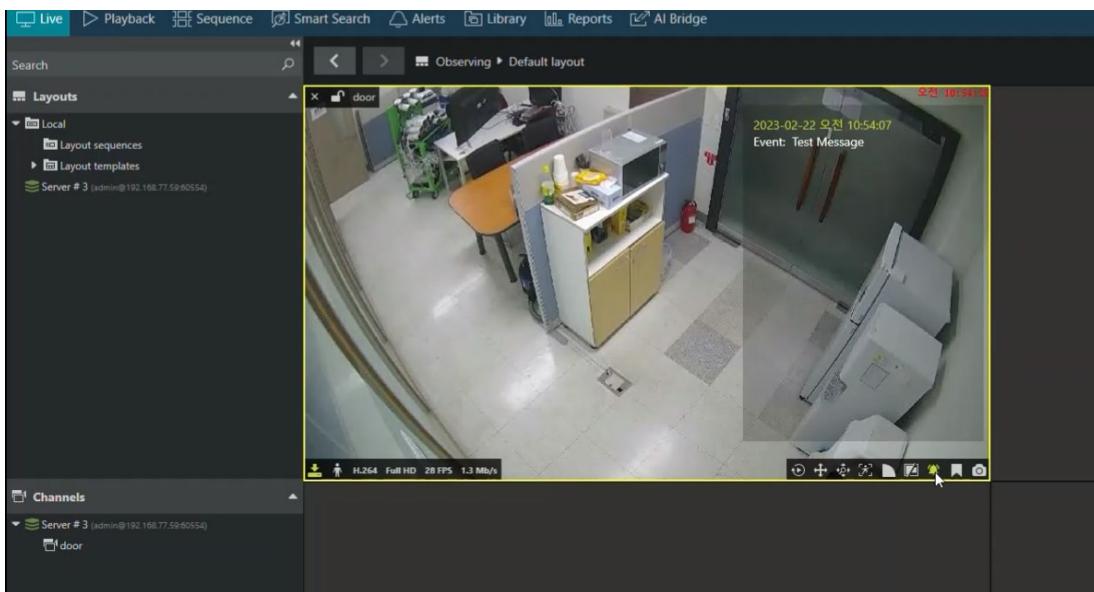 Live Playback Sequence Smart Search Alerts Library Reports AI Bridge
Search
Observing Default layout
Layouts
Local
Layout sequences
Layout templates
Server # 3 (admin@192.168.77.59:60554)
door
오전
2023-02-22 오전 10:54:07
Event: Test Message
H.264 Full HD 28 FPS 1.3 Mb/s
Channels
Server # 3 (admin@192.168.77.59:60554)
door